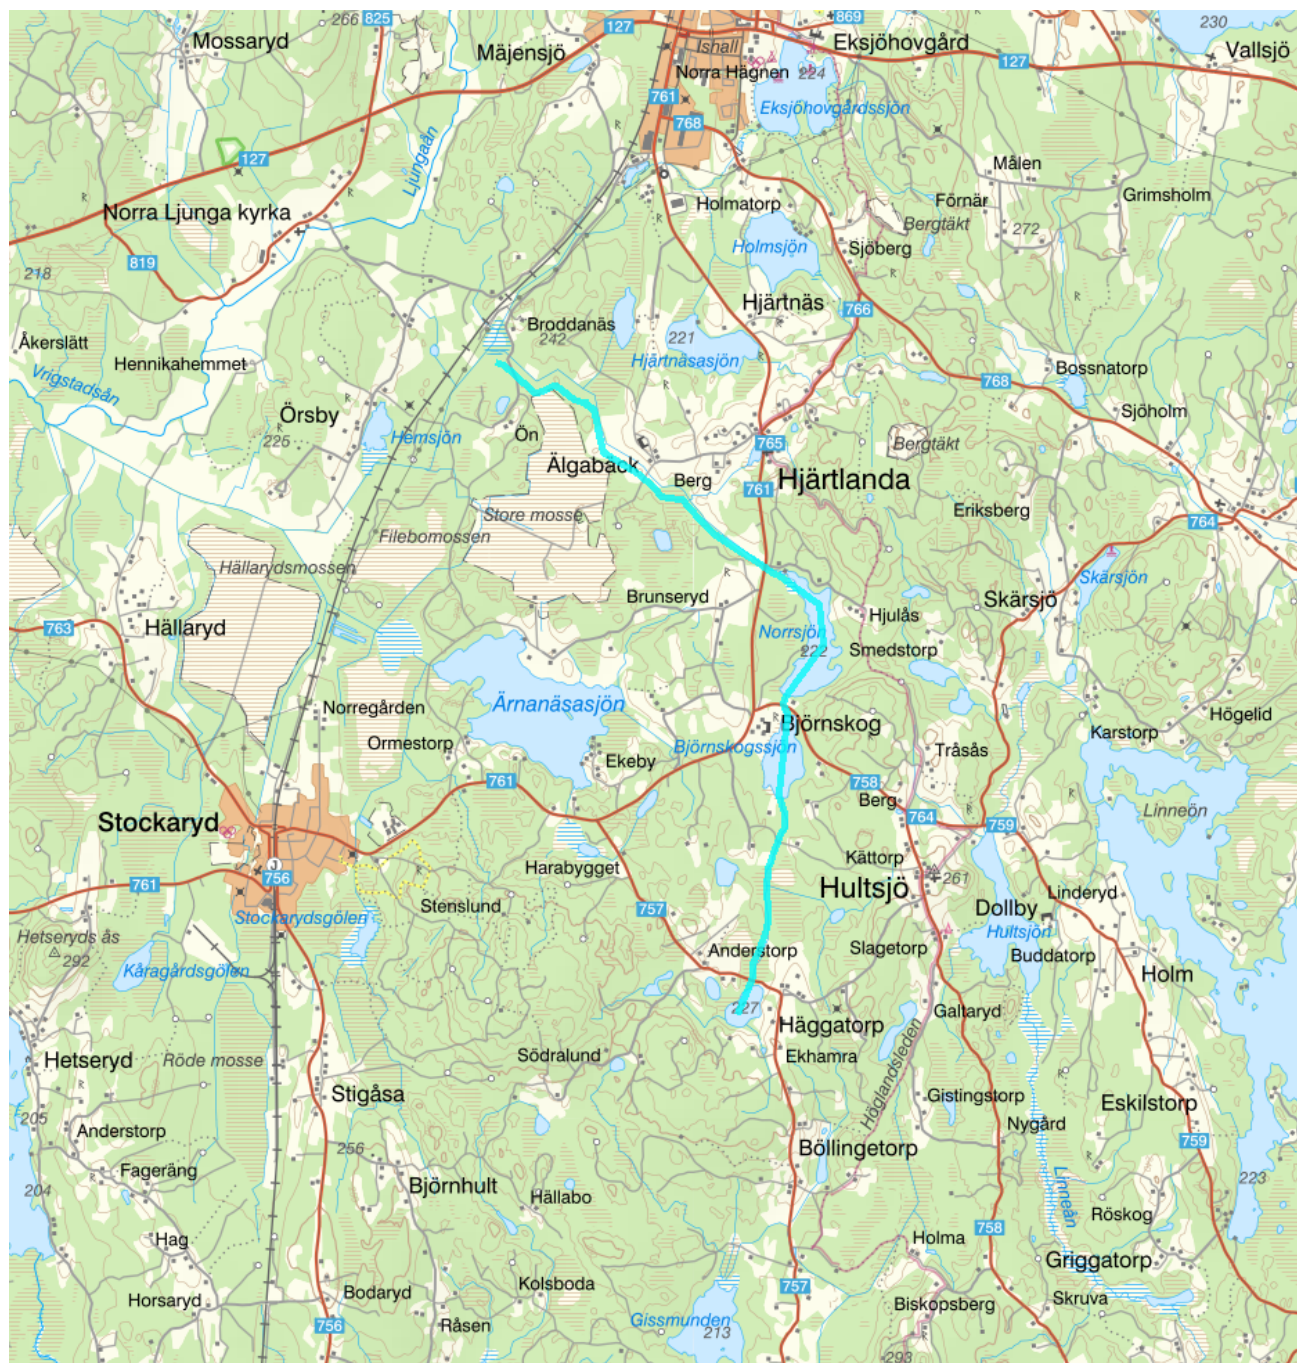 266
825
127
869
230
Mossaryd
Mäjensjö
Ishall
Eksjöhovgård
Vallsjö
Norra Hägnen
224
127
761
Eksjöhovgårdssjön
768
Ljungaån
127
Målen
Grimsholm
Norra Ljunga kyrka
Holmatorp
Förnär
Bergtäkt
272
Holmsjön
Sjöberg
819
218
Hjärtnäs
766
Broddanäs
242
221
Åkerslätt
Hennikahemmet
Hjärtnäsasjön
Bossnatorp
Vrigstadsån
768
Örsby
225
Hemsjön
Ön
Sjöholm
765
Bergtäkt
Älgabäck
Berg
761
Hjärtlanda
Eriksberg
Store mosse
764
Filebomossen
Hällarydsmossen
Skärsjön
Brunseryd
Skärsjö
763
Hällaryd
Hjulås
Norrsjön
222
Smedstorp
Ärnanäsasjön
Norregården
Högelid
Ormestorp
Björnskog
Karstorp
Björnskogssjön
Tråsås
Ekeby
761
758
Berg
Linneön
Stockaryd
764
759
Kättorp
Harabygget
761
756
Hultsjö
261
Linderyd
Stenslund
757
Dollby
Stockarydsgölen
Hultsjön
Hetseryds ås
292
Anderstorp
Slagetorp
Buddatorp
Kåragårdsgölen
Holm
227
Galtaryd
Häggatorp
Hetseryd
Röde mosse
Södralund
Ekhamra
Höglandsleden
Stigåsa
Gistingstorp
Eskilstorp
205
Anderstorp
Nygård
256
Böllingetorp
759
Fageräng
204
Björnhult
Hällabo
Linneån
223
Röskog
758
Hag
Holma
Griggatorp
Kolsboda
757
Horsaryd
Bodaryd
Biskopsberg
Skruva
756
Råsen
Gissmunden
213
293